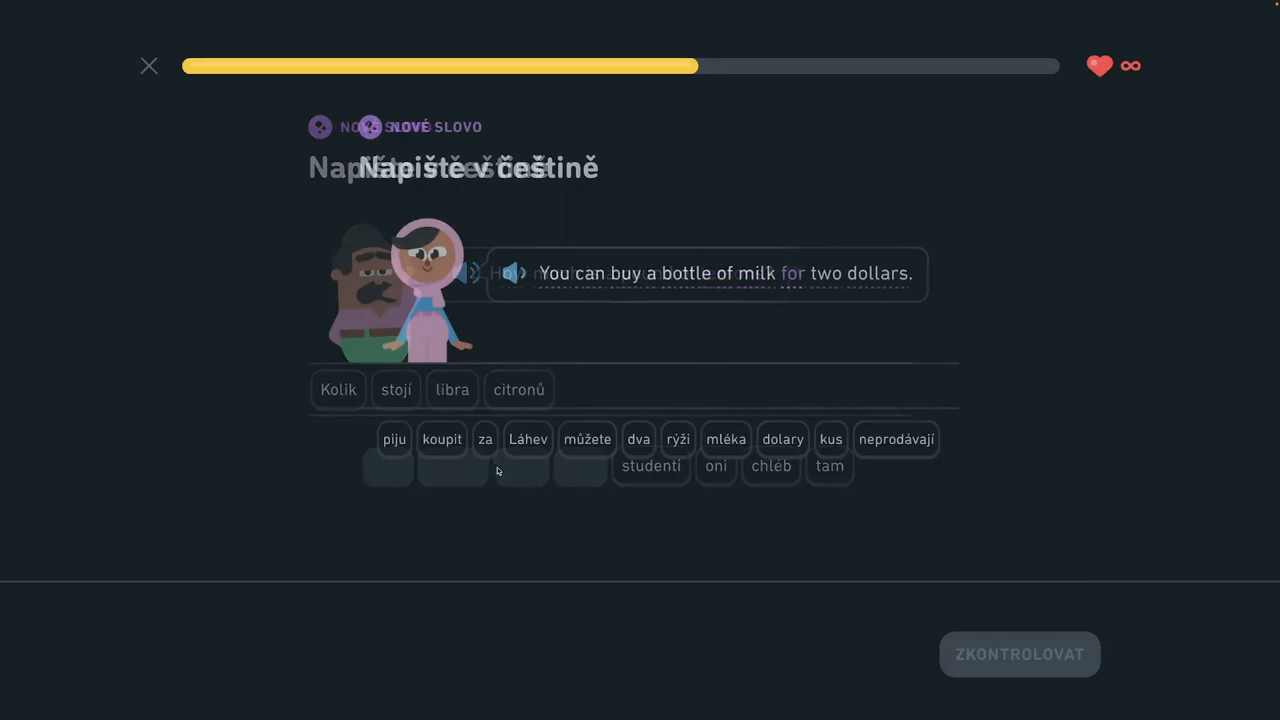 NOVÉ SLOVO
Napište v češtině
You can buy a bottle of milk for two dollars.
Kolik stojí libra citronů
piju koupit za Láhev můžete dva rýži mléka dolary kus neprodávají
studenti oni chléb tam
ZKONTROLOVAT